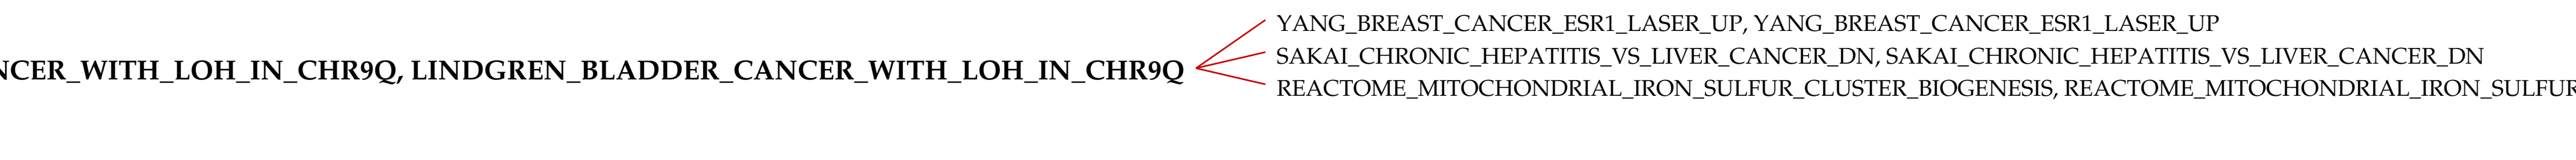 YANG_BREAST_CANCER_ESR1_LASER_UP, YANG_BREAST_CANCER_ESR1_LASER_UP
SAKAI_CHRONIC_HEPATITIS_VS_LIVER_CANCER_DN, SAKAI_CHRONIC_HEPATITIS_VS_LIVER_CANCER_DN
NCER_WITH_LOH_IN_CHR9Q, LINDGREN_BLADDER_CANCER_WITH_LOH_IN_CHR9Q
REACTOME_MITOCHONDRIAL_IRON_SULFUR_CLUSTER_BIOGENESIS, REACTOME_MITOCHONDRIAL_IRON_SULFUR